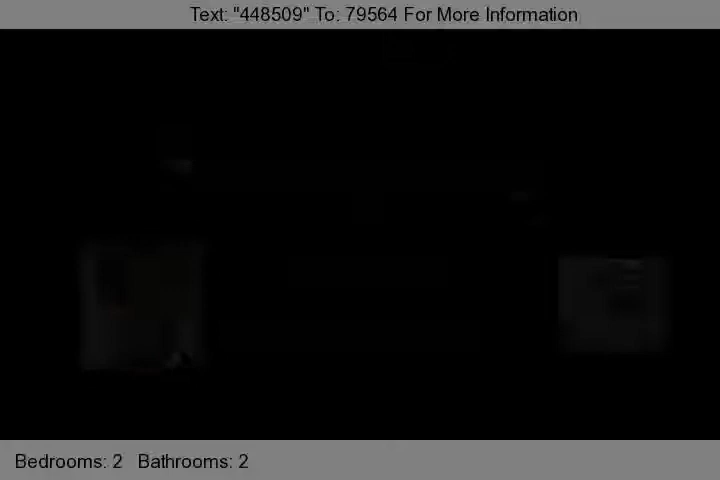 Text: "448509" To: 79564 For More Information
Bedrooms: 2   Bathrooms: 2